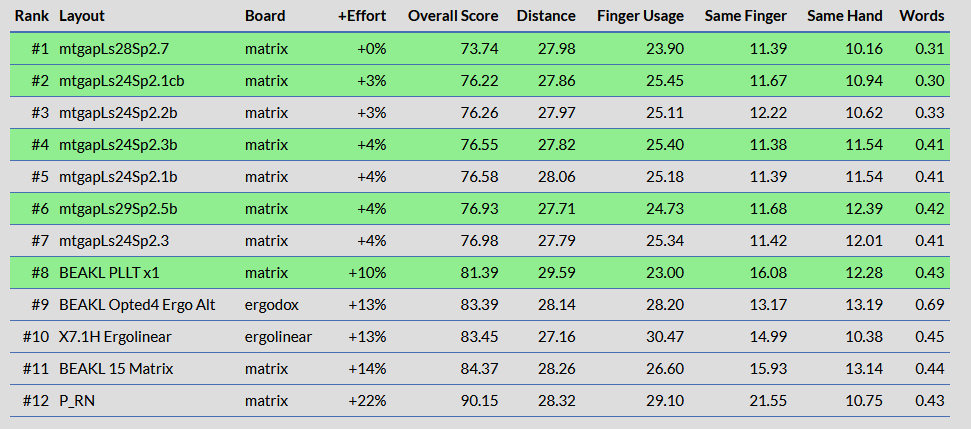 Rank Layout Board +Effort Overall Score Distance Finger Usage Same Finger Same Hand Words
#1 mtgapLs28Sp2.7 matrix +0% 73.74 27.98 23.90 11.39 10.16 0.31
#2 mtgapLs24Sp2.1cb matrix +3% 76.22 27.86 25.45 11.67 10.94 0.30
#3 mtgapLs24Sp2.2b matrix +3% 76.26 27.97 25.11 12.22 10.62 0.33
#4 mtgapLs24Sp2.3b matrix +4% 76.55 27.82 25.40 11.38 11.54 0.41
#5 mtgapLs24Sp2.1b matrix +4% 76.58 28.06 25.18 11.39 11.54 0.41
#6 mtgapLs29Sp2.5b matrix +4% 76.93 27.71 24.73 11.68 12.39 0.42
#7 mtgapLs24Sp2.3 matrix +4% 76.98 27.79 25.34 11.42 12.01 0.41
#8 BEAKL PLLT x1 matrix +10% 81.39 29.59 23.00 16.08 12.28 0.43
#9 BEAKL Opted4 Ergo Alt ergodox +13% 83.39 28.14 28.20 13.17 13.19 0.69
#10 X7.1H Ergolinear ergolinear +13% 83.45 27.16 30.47 14.99 10.38 0.45
#11 BEAKL 15 Matrix matrix +14% 84.37 28.26 26.60 15.93 13.14 0.44
#12 P_RN matrix +22% 90.15 28.32 29.10 21.55 10.75 0.43